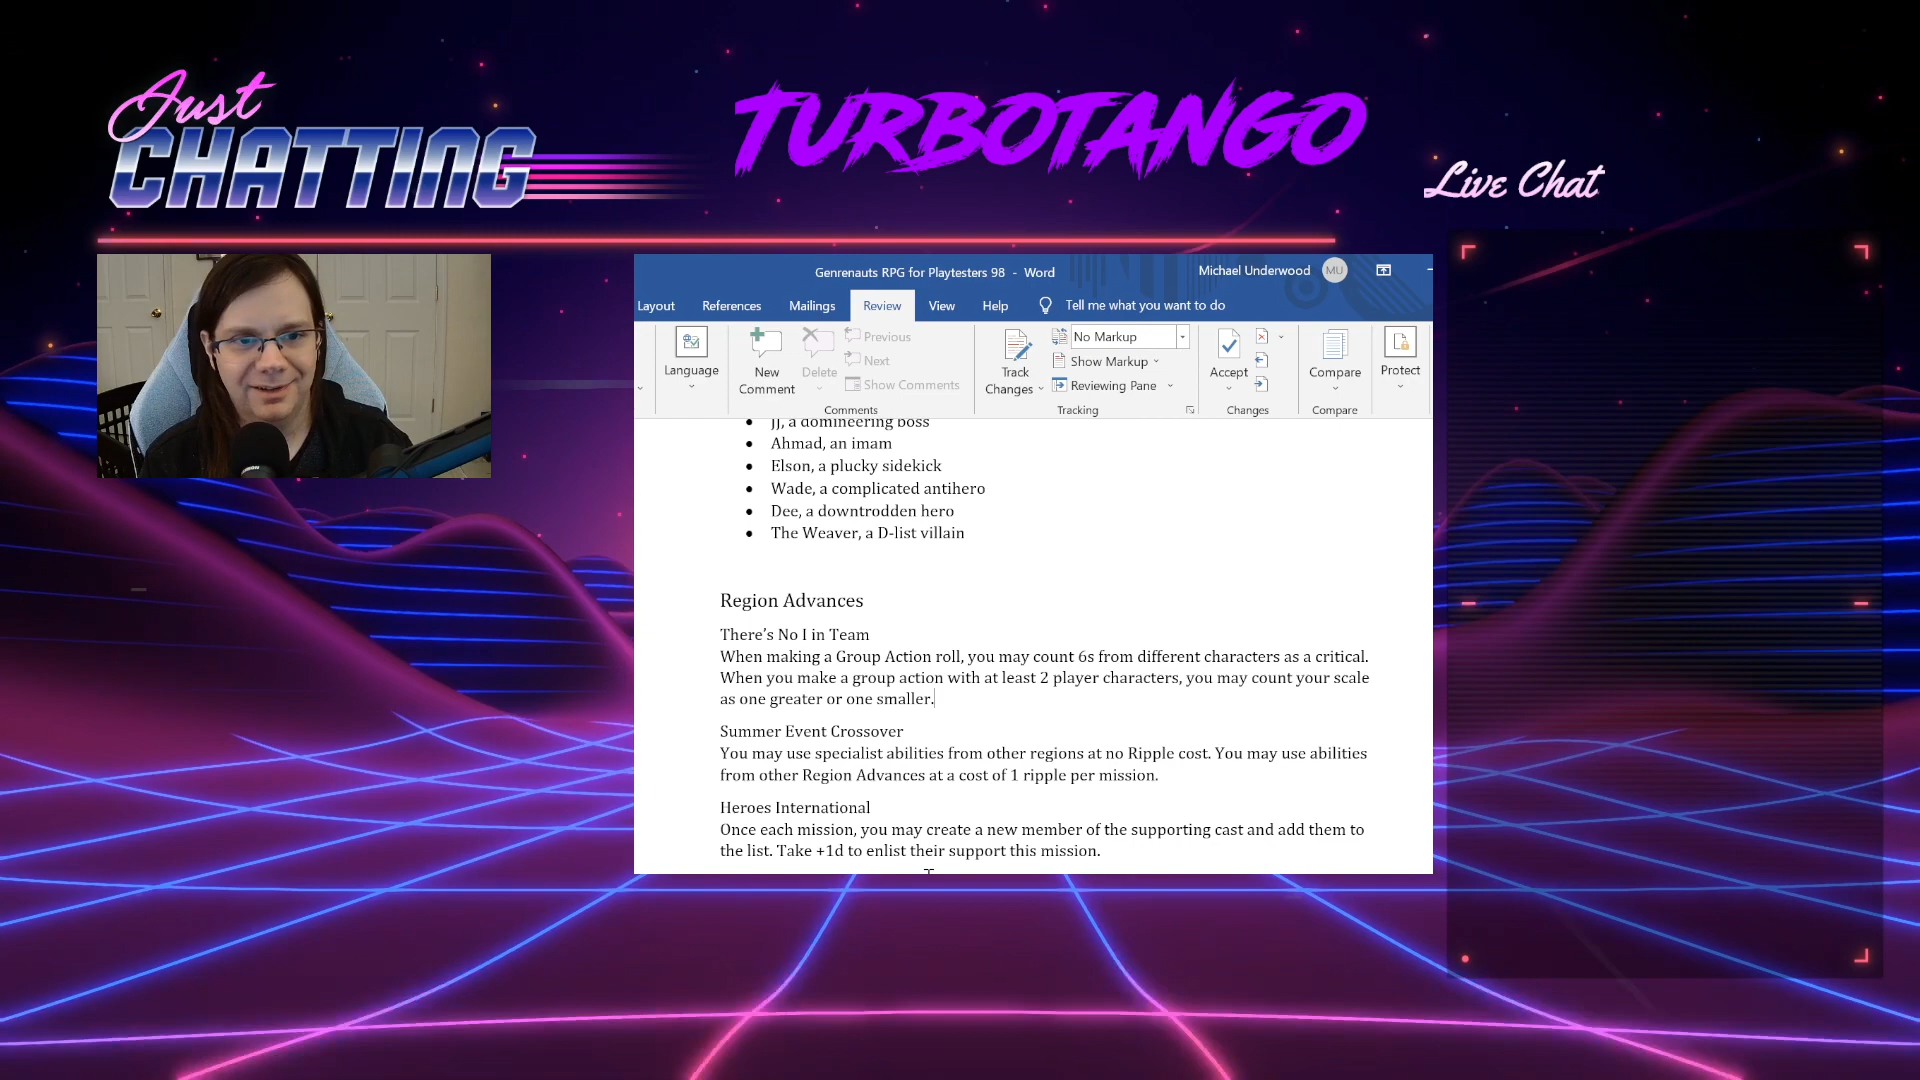 Just
CHATTING
TURBOTANGO
Live Chat
Genrenauts RPG for Playtesters 98 - Word
Michael Underwood
MU
Layout
References
Mailings
Review
View
Help
Tell me what you want to do
Language
New
Comment
Delete
Previous
Next
Show Comments
Comments
Track
Changes
No Markup
Show Markup
Reviewing Pane
Tracking
Accept
Changes
Compare
Compare
Protect
JJ, a domineering boss
• Ahmad, an imam
• Elson, a plucky sidekick
• Wade, a complicated antihero
• Dee, a downtrodden hero
• The Weaver, a D-list villain
Region Advances
There’s No I in Team
When making a Group Action roll, you may count 6s from different characters as a critical.
When you make a group action with at least 2 player characters, you may count your scale
as one greater or one smaller.
Summer Event Crossover
You may use specialist abilities from other regions at no Ripple cost. You may use abilities
from other Region Advances at a cost of 1 ripple per mission.
Heroes International
Once each mission, you may create a new member of the supporting cast and add them to
the list. Take +1d to enlist their support this mission.